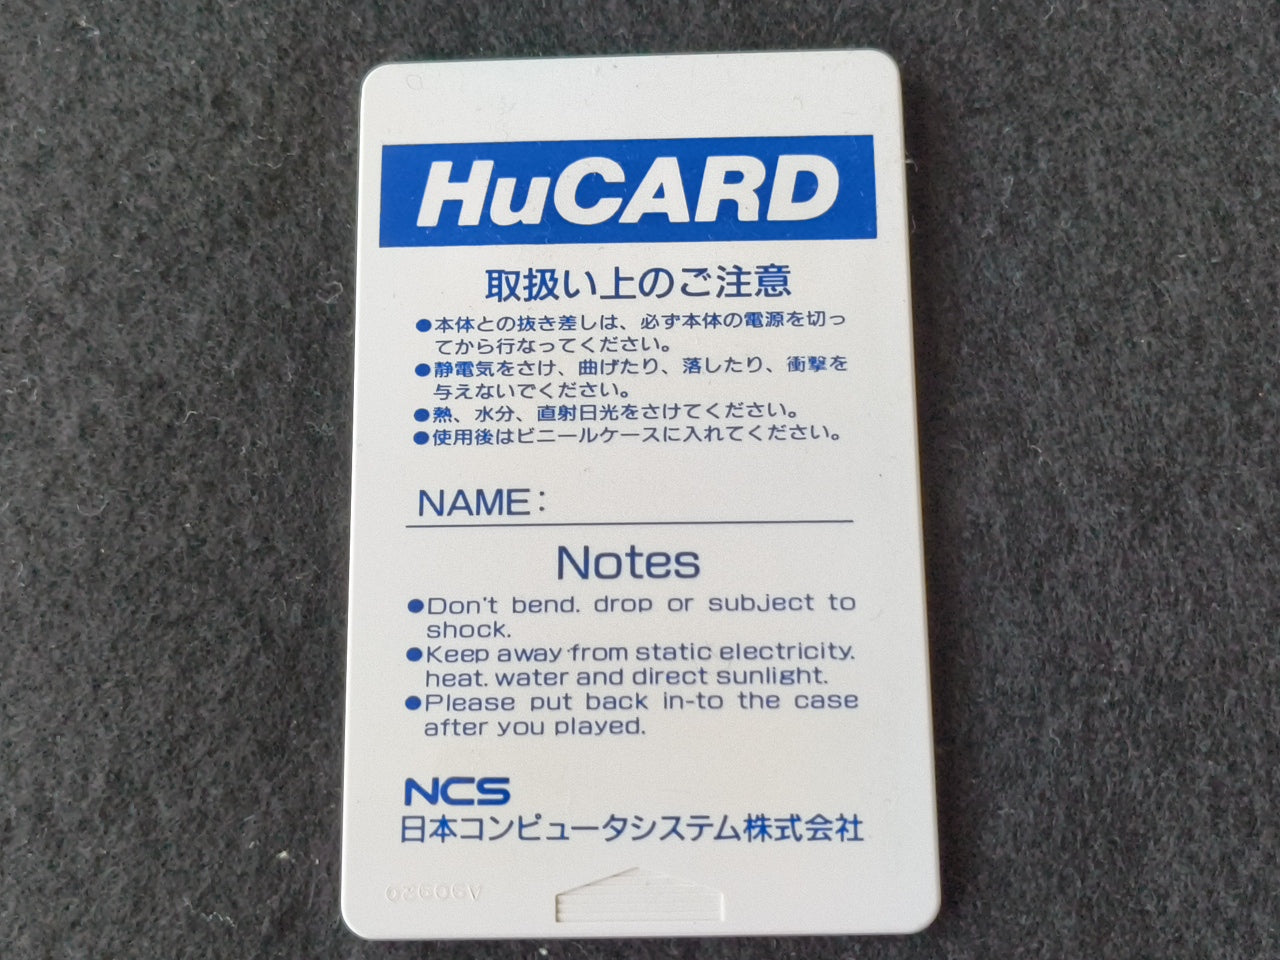 HuCARD
取扱い上のご注意
●本体との抜き差しは、必ず本体の電源を切っ
てから行なってください。
●静電気をさけ、曲げたり、落したり、衝撃を
与えないでください。
●熱、水分、直射日光をさけてください。
●使用後はビニールケースに入れてください。
NAME:
Notes
●Don't bend. drop or subject to
shock.
●Keep away from static electricity.
heat. water and direct sunlight.
●Please put back in-to the case
after you played.
NCS
日本コンピュータシステム株式会社